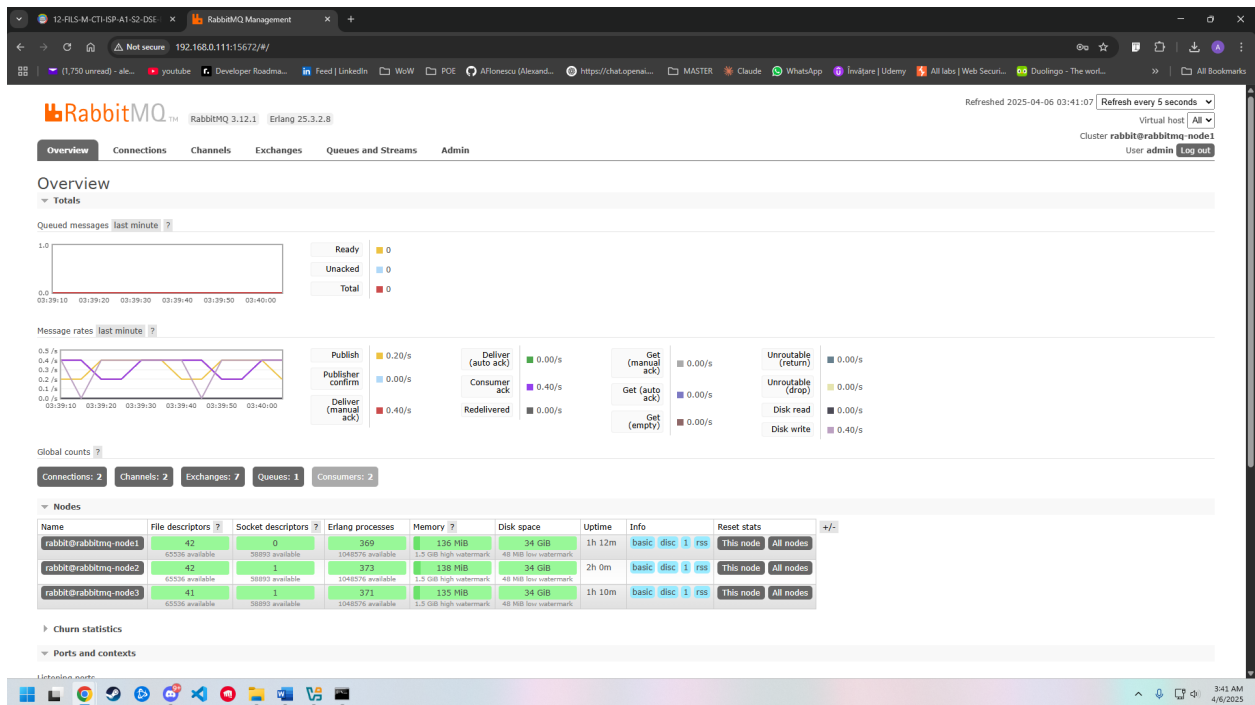 12-FILS-M-CTI-ISP-A1-S2-DSE-
RabbitMQ Management
Not secure 192.168.0.111:15672/#/
(1,750 unread) - ale...
youtube
Developer Roadma...
Feed | LinkedIn
WoW
POE
AFIonescu (Alexand...
https://chat.openai....
MASTER
Claude
WhatsApp
Învățare | Udemy
All labs | Web Securi...
Duolingo - The worl...
All Bookmarks
RabbitMQ TM RabbitMQ 3.12.1 Erlang 25.3.2.8
Refreshed 2025-04-06 03:41:07 Refresh every 5 seconds
Virtual host All
Cluster rabbit@rabbitmq-node1
User admin Log out
Overview Connections Channels Exchanges Queues and Streams Admin
Overview
Totals
Queued messages last minute ?
1.0
0.0
03:39:10 03:39:20 03:39:30 03:39:40 03:39:50 03:40:00
Ready 0
Unacked 0
Total 0
Message rates last minute ?
0.5 /s
0.4 /s
0.3 /s
0.2 /s
0.1 /s
0.0 /s
03:39:10 03:39:20 03:39:30 03:39:40 03:39:50 03:40:00
Publish 0.20/s
Publisher confirm 0.00/s
Deliver (manual ack) 0.40/s
Deliver (auto ack) 0.00/s
Consumer ack 0.40/s
Redelivered 0.00/s
Get (manual ack) 0.00/s
Get (auto ack) 0.00/s
Get (empty) 0.00/s
Unroutable (return) 0.00/s
Unroutable (drop) 0.00/s
Disk read 0.00/s
Disk write 0.40/s
Global counts ?
Connections: 2 Channels: 2 Exchanges: 7 Queues: 1 Consumers: 2
Nodes
Name File descriptors ? Socket descriptors ? Erlang processes Memory ? Disk space Uptime Info Reset stats +/-
rabbit@rabbitmq-node1 42 0 369 136 MiB 34 GiB 1h 12m basic disc 1 rss This node All nodes
65536 available 58893 available 1048576 available 1.5 GiB high watermark 48 MiB low watermark
rabbit@rabbitmq-node2 42 1 373 138 MiB 34 GiB 2h 0m basic disc 1 rss This node All nodes
65536 available 58893 available 1048576 available 1.5 GiB high watermark 48 MiB low watermark
rabbit@rabbitmq-node3 41 1 371 135 MiB 34 GiB 1h 10m basic disc 1 rss This node All nodes
65536 available 58893 available 1048576 available 1.5 GiB high watermark 48 MiB low watermark
Churn statistics
Ports and contexts
Listening ports
3:41 AM
4/6/2025